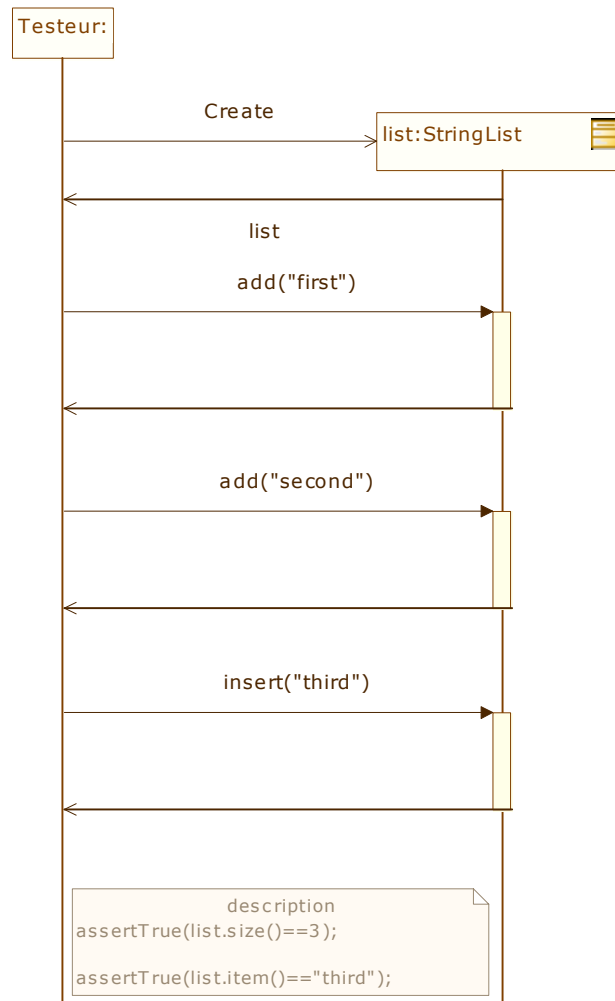 Testeur:
Create
list:StringList
list
add("first")
add("second")
insert("third")
description
assertTrue(list.size()==3);
assertTrue(list.item()=="third");